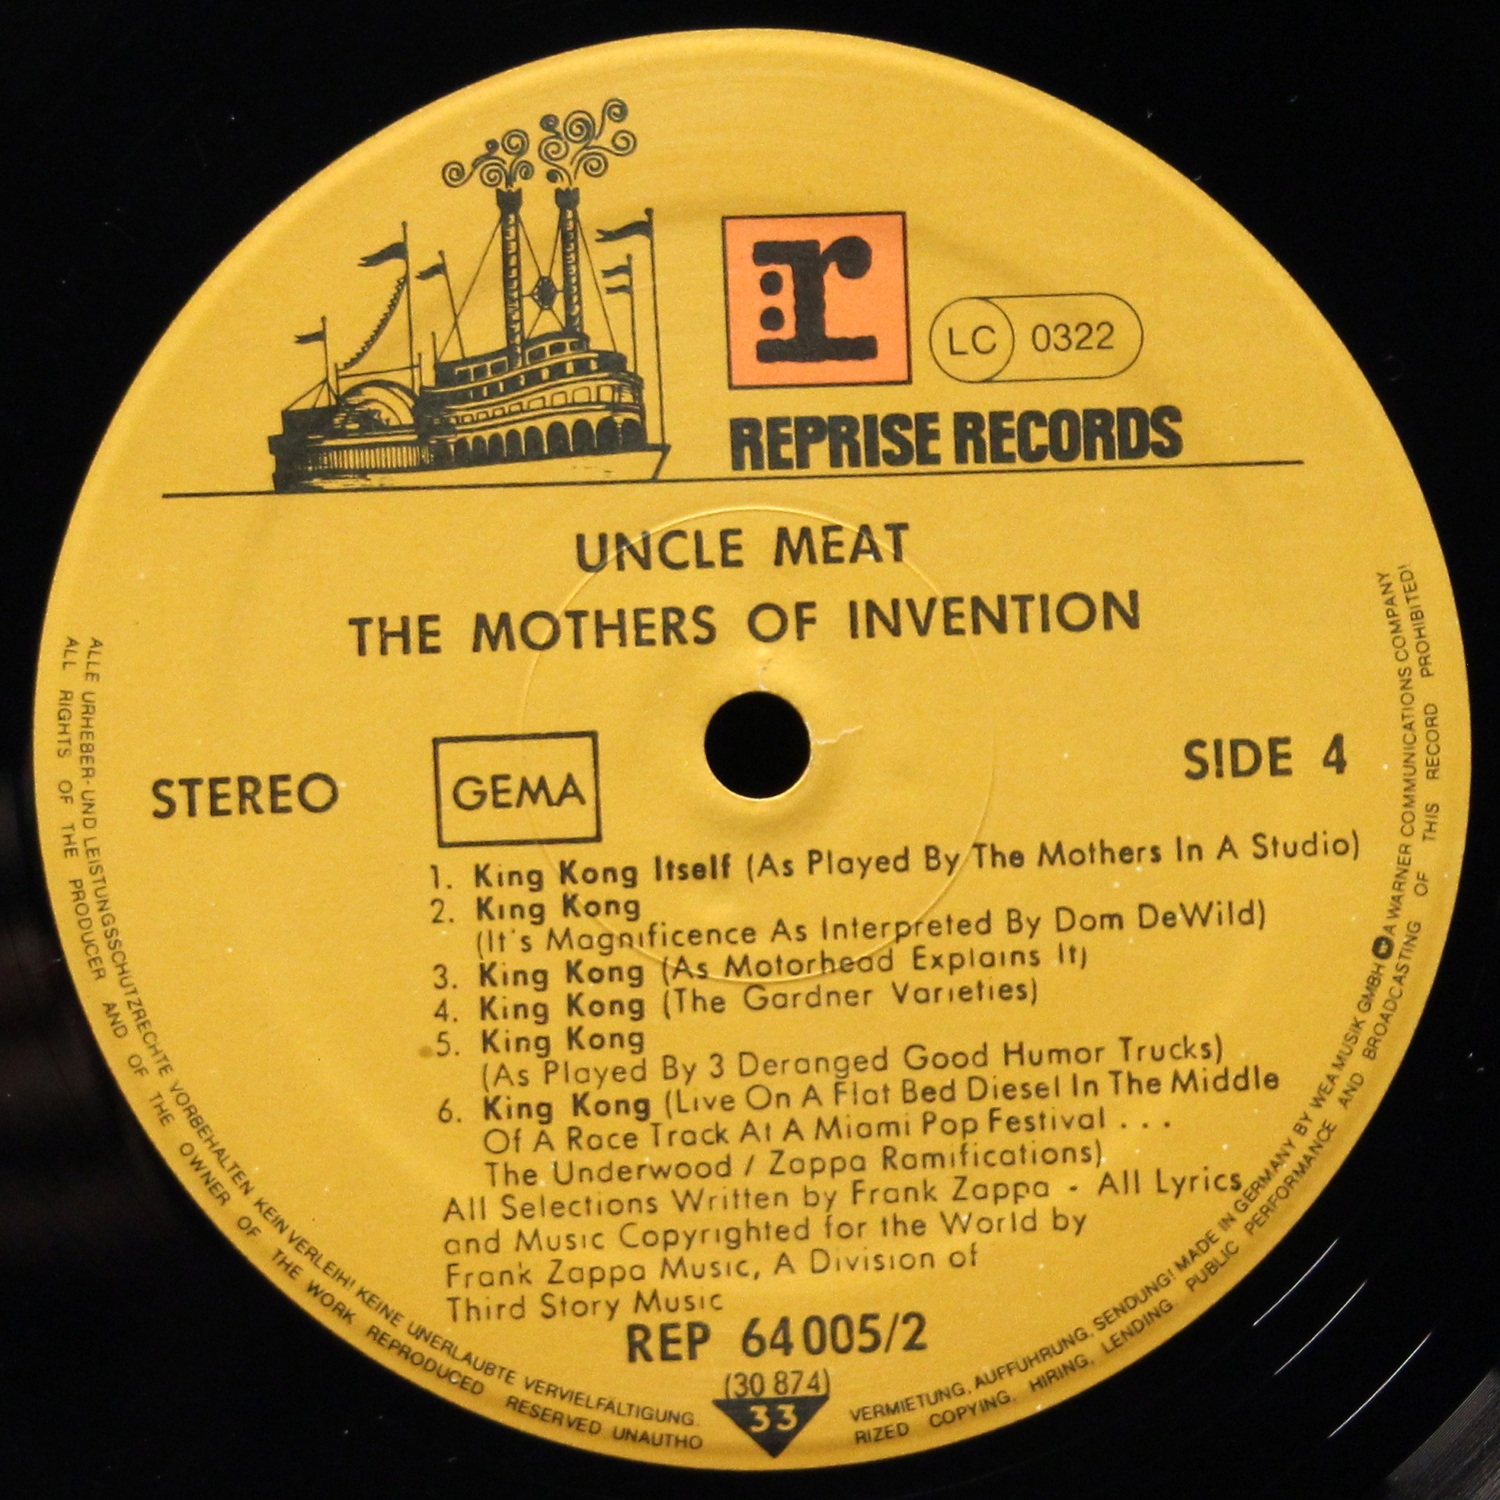 r
LC 0322
REPRISE RECORDS
UNCLE MEAT
THE MOTHERS OF INVENTION
STEREO
GEMA
SIDE 4
1. King Kong Itself (As Played By The Mothers In A Studio)
2. King Kong
(It's Magnificence As Interpreted By Dom DeWild)
3. King Kong (As Motorhead Explains It)
4. King Kong (The Gardner Varieties)
5. King Kong
(As Played By 3 Deranged Good Humor Trucks)
6. King Kong (Live On A Flat Bed Diesel In The Middle
Of A Race Track At A Miami Pop Festival . . .
The Underwood / Zappa Ramifications)
All Selections Written by Frank Zappa - All Lyrics
and Music Copyrighted for the World by
Frank Zappa Music, A Division of
Third Story Music
REP 64 005/2
(30 874)
33
ALLE URHEBER- UND LEISTUNGSSCHUTZRECHTE VORBEHALTEN KEIN VERLEIH! KEINE UNERLAUBTE VERVIELFÄLTIGUNG, VERMIETUNG, AUFFÜHRUNG, SENDUNG! MADE IN GERMANY BY WEA MUSIK GMBH A WARNER COMMUNICATIONS COMPANY
ALL RIGHTS OF THE PRODUCER AND OF THE OWNER OF THE WORK REPRODUCED RESERVED UNAUTHORIZED COPYING, HIRING, LENDING PUBLIC PERFORMANCE AND BROADCASTING OF THIS RECORD PROHIBITED!